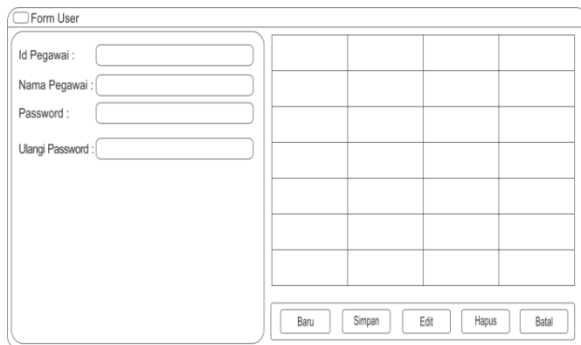 Form User
Id Pegawai :
Nama Pegawai :
Password :
Ulangi Password :
Baru Simpan Edit Hapus Batal